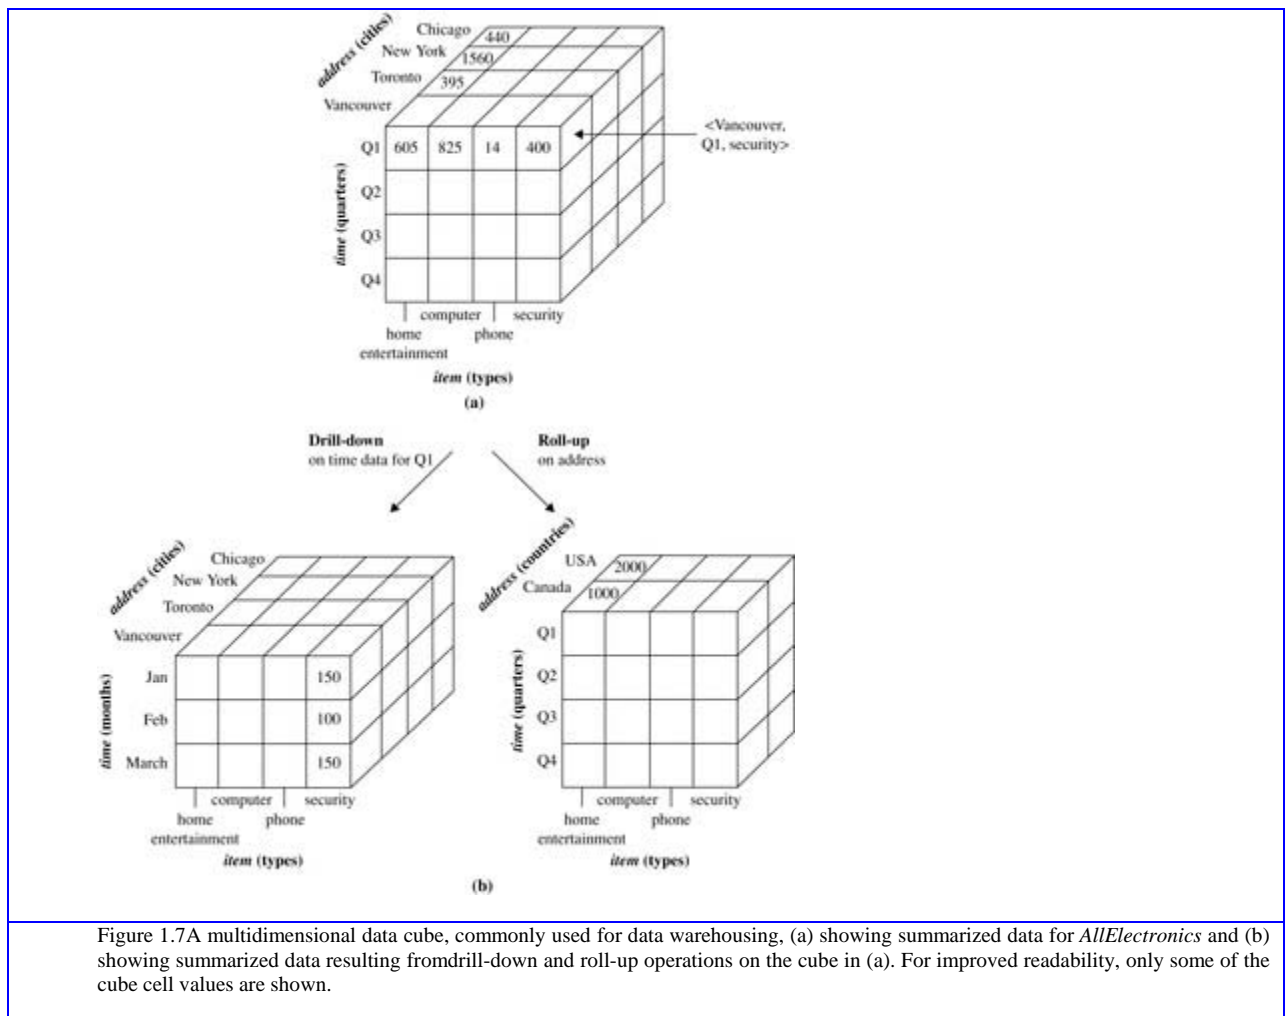 address (cities)
Chicago 440
New York 1560
Toronto 395
Vancouver
<Vancouver,
Q1, security>
Q1 605 825 14 400
Q2
Q3
Q4
time (quarters)
computer security
home phone
entertainment
item (types)
(a)
Drill-down
on time data for Q1
Roll-up
on address
address (cities)
Chicago
New York
Toronto
Vancouver
Jan 150
Feb 100
March 150
time (months)
computer security
home phone
entertainment
item (types)
address (countries)
USA 2000
Canada 1000
Q1
Q2
Q3
Q4
time (quarters)
computer security
home phone
entertainment
item (types)
(b)
Figure 1.7A multidimensional data cube, commonly used for data warehousing, (a) showing summarized data for AllElectronics and (b)
showing summarized data resulting fromdrill-down and roll-up operations on the cube in (a). For improved readability, only some of the
cube cell values are shown.